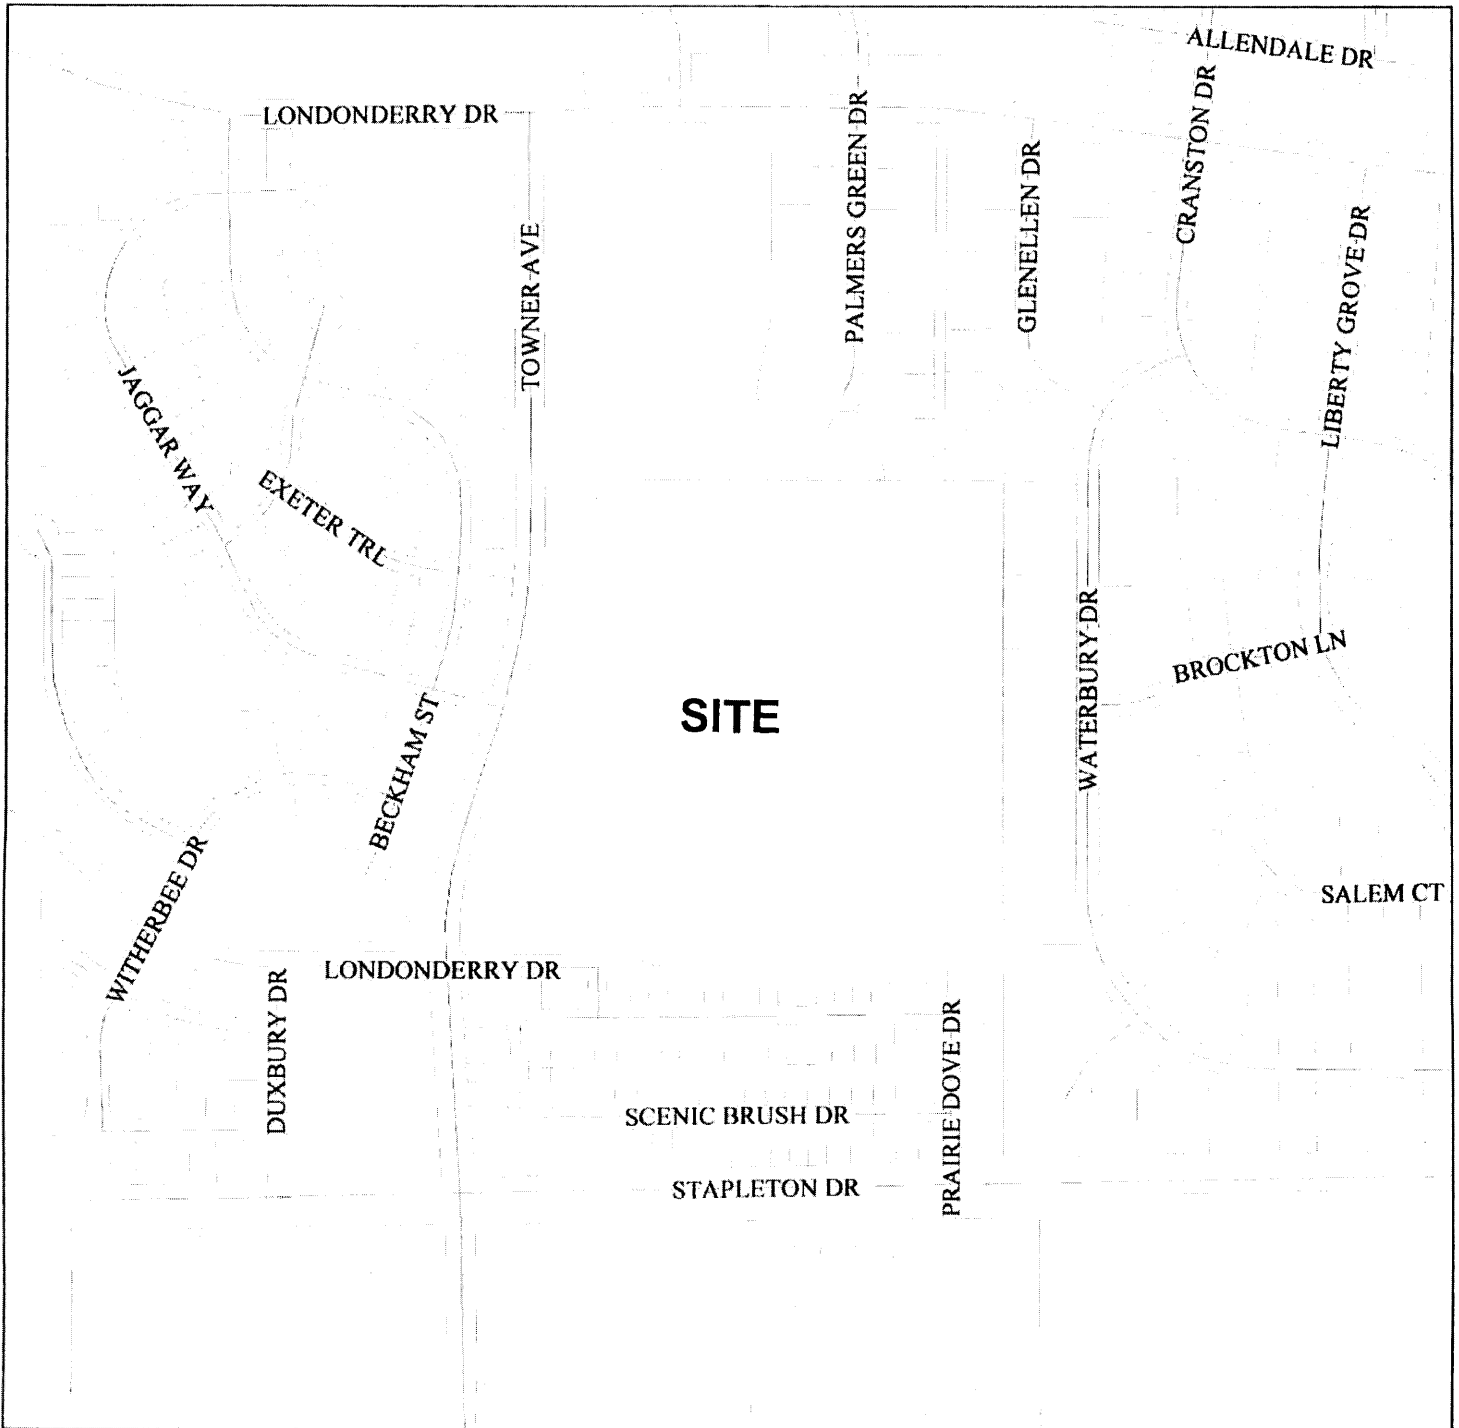 ALLENDALE DR
LONDONDERRY DR
CRANSTON DR
PALMERS GREEN DR
GLENELLEN DR
TOWNER AVE
LIBERTY GROVE DR
JAGGAR WAY
EXETER TRL
WATERBURY DR
BROCKTON LN
SITE
BECKHAM ST
WITHERBEE DR
SALEM CT
LONDONDERRY DR
DUXBURY DR
PRAIRIE DOVE DR
SCENIC BRUSH DR
STAPLETON DR